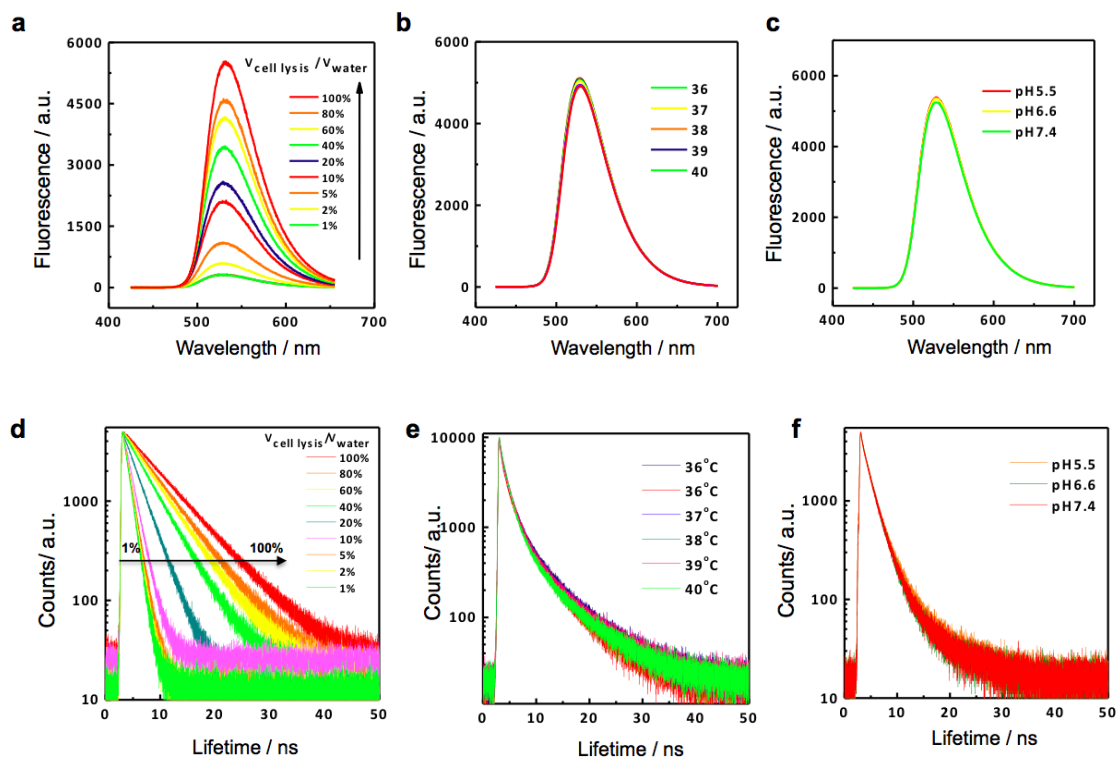 a
6000
4500
3000
1500
0
Fluorescence / a.u.
V cell lysis / V water
100%
80%
60%
40%
20%
10%
5%
2%
1%
400 500 600 700
Wavelength / nm
b
6000
4000
2000
0
Fluorescence / a.u.
36
37
38
39
40
400 500 600 700
Wavelength / nm
c
6000
4000
2000
0
Fluorescence / a.u.
pH5.5
pH6.6
pH7.4
400 500 600 700
Wavelength / nm
d
1000
100
10
Counts/ a.u.
V cell lysis/V water
100%
80%
60%
40%
20%
10%
5%
2%
1%
1% 100%
0 10 20 30 40 50
Lifetime / ns
e
10000
1000
100
Counts/ a.u.
36°C
36°C
37°C
38°C
39°C
40°C
0 10 20 30 40 50
Lifetime / ns
f
1000
100
10
Counts/ a.u.
pH5.5
pH6.6
pH7.4
0 10 20 30 40 50
Lifetime / ns